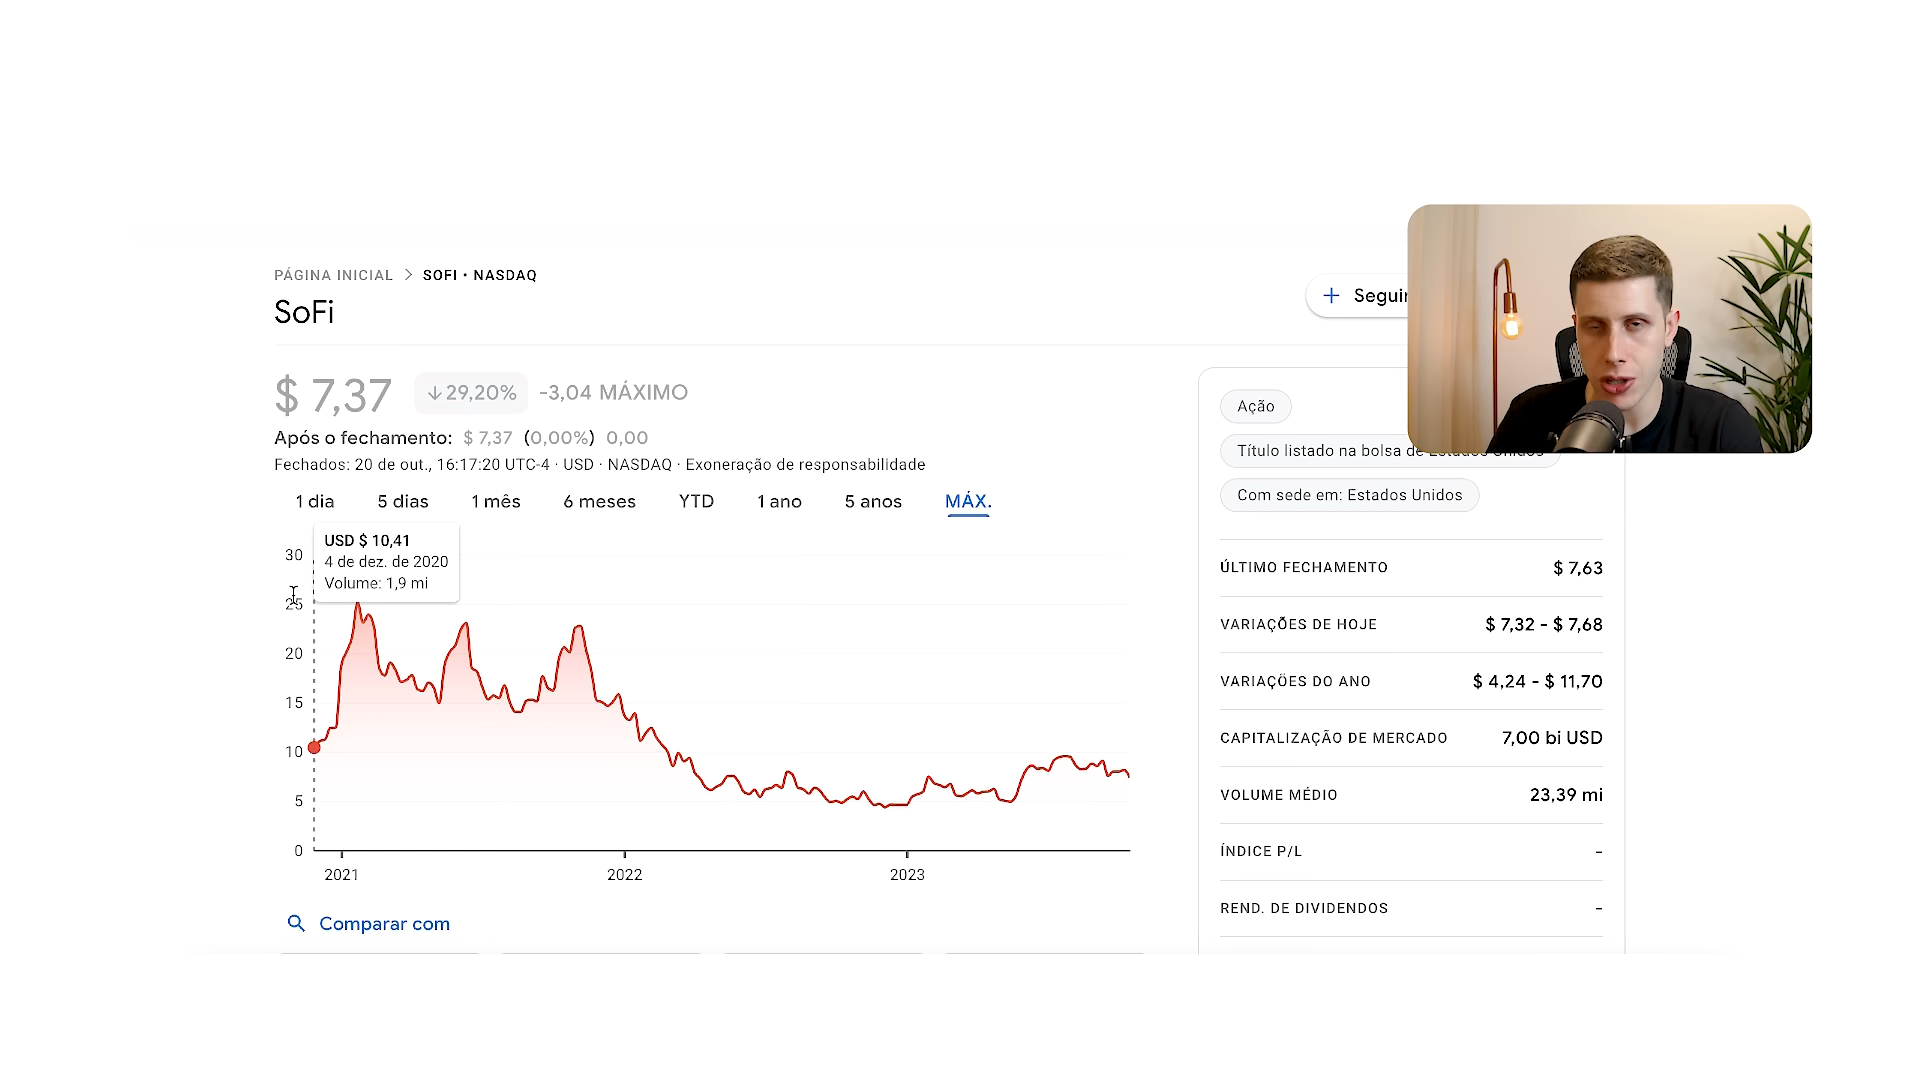 PÁGINA INICIAL > SOFI • NASDAQ
SoFi
+ Seguir
$ 7,37 ↓29,20% -3,04 MÁXIMO
Após o fechamento: $ 7,37 (0,00%) 0,00
Fechados: 20 de out., 16:17:20 UTC-4 · USD · NASDAQ · Exoneração de responsabilidade
1 dia 5 dias 1 mês 6 meses YTD 1 ano 5 anos MÁX.
USD $ 10,41
4 de dez. de 2020
Volume: 1,9 mi
30
25
20
15
10
5
0
2021 2022 2023
Comparar com
Ação
Título listado na bolsa de Estados Unidos
Com sede em: Estados Unidos
ÚLTIMO FECHAMENTO $ 7,63
VARIAÇÕES DE HOJE $ 7,32 - $ 7,68
VARIAÇÕES DO ANO $ 4,24 - $ 11,70
CAPITALIZAÇÃO DE MERCADO 7,00 bi USD
VOLUME MÉDIO 23,39 mi
ÍNDICE P/L -
REND. DE DIVIDENDOS -